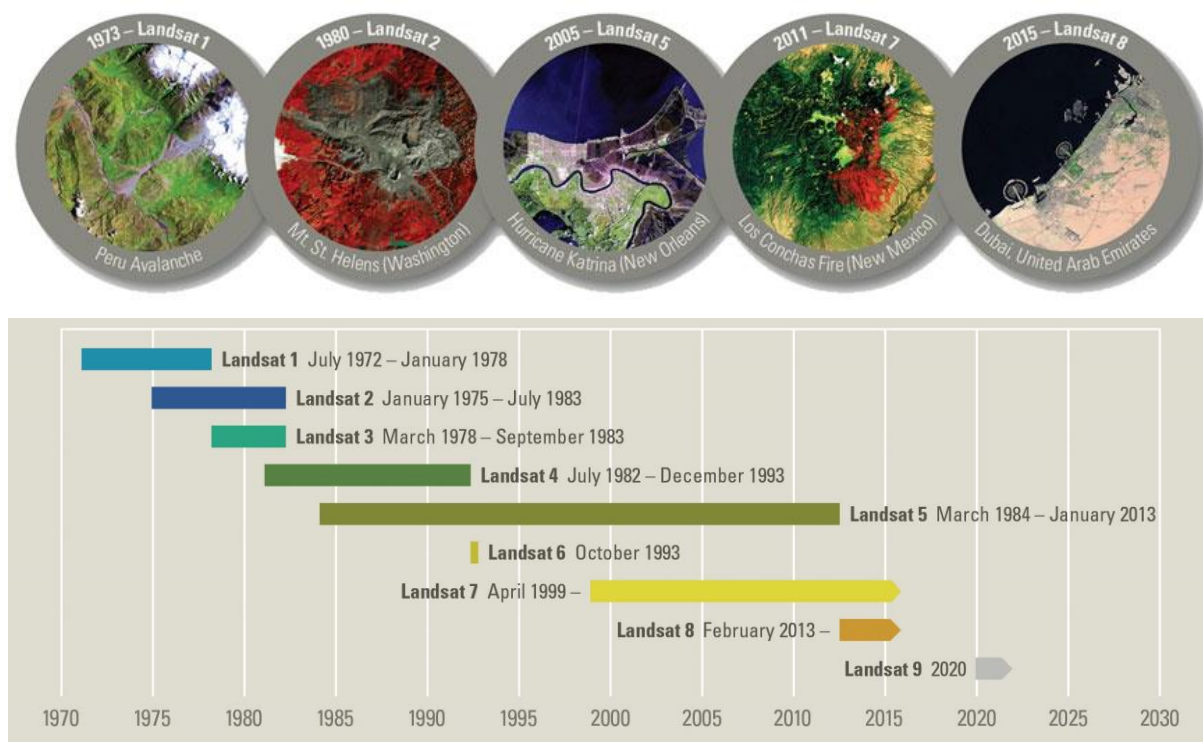 1973 – Landsat 1
Peru Avalanche
1980 – Landsat 2
Mt. St. Helens (Washington)
2005 – Landsat 5
Hurricane Katrina (New Orleans)
2011 – Landsat 7
Los Conchas Fire (New Mexico)
2015 – Landsat 8
Dubai, United Arab Emirates
Landsat 1 July 1972 – January 1978
Landsat 2 January 1975 – July 1983
Landsat 3 March 1978 – September 1983
Landsat 4 July 1982 – December 1993
Landsat 5 March 1984 – January 2013
Landsat 6 October 1993
Landsat 7 April 1999 –
Landsat 8 February 2013 –
Landsat 9 2020
1970 1975 1980 1985 1990 1995 2000 2005 2010 2015 2020 2025 2030